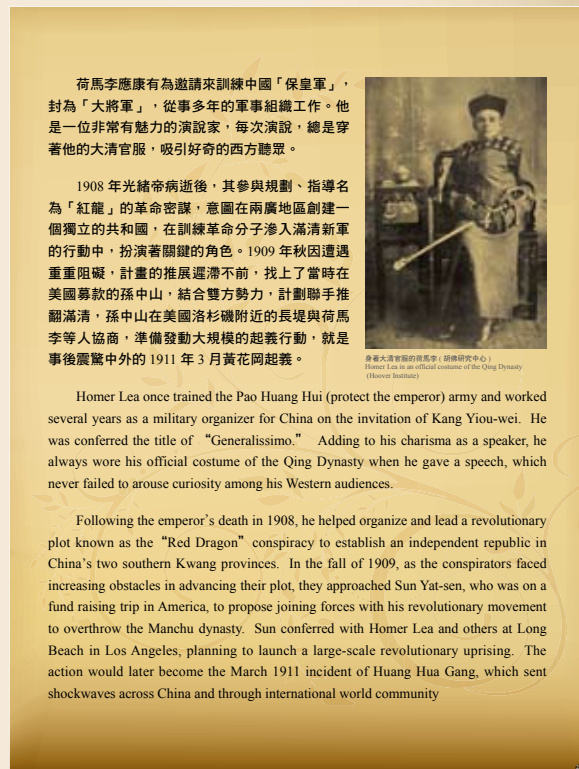 荷馬李應康有為邀請來訓練中國「保皇軍」，
封為「大將軍」，從事多年的軍事組織工作。他
是一位非常有魅力的演說家，每次演說，總是穿
著他的大清官服，吸引好奇的西方聽眾。
1908 年光緒帝病逝後，其參與規劃、指導名
為「紅龍」的革命密謀，意圖在兩廣地區創建一
個獨立的共和國，在訓練革命分子滲入滿清新軍
的行動中，扮演著關鍵的角色。1909 年秋因遭遇
重重阻礙，計畫的推展遲滯不前，找上了當時在
美國募款的孫中山，結合雙方勢力，計劃聯手推
翻滿清，孫中山在美國洛杉磯附近的長堤與荷馬
李等人協商，準備發動大規模的起義行動，就是
事後震驚中外的 1911 年 3 月黃花岡起義。
身著大清官服的荷馬李 ( 胡佛研究中心 )
Homer Lea in an official costume of the Qing Dynasty
(Hoover Institute)
Homer Lea once trained the Pao Huang Hui (protect the emperor) army and worked
several years as a military organizer for China on the invitation of Kang Yiou-wei. He
was conferred the title of “Generalissimo.” Adding to his charisma as a speaker, he
always wore his official costume of the Qing Dynasty when he gave a speech, which
never failed to arouse curiosity among his Western audiences.
Following the emperor’s death in 1908, he helped organize and lead a revolutionary
plot known as the “Red Dragon” conspiracy to establish an independent republic in
China’s two southern Kwang provinces. In the fall of 1909, as the conspirators faced
increasing obstacles in advancing their plot, they approached Sun Yat-sen, who was on a
fund raising trip in America, to propose joining forces with his revolutionary movement
to overthrow the Manchu dynasty. Sun conferred with Homer Lea and others at Long
Beach in Los Angeles, planning to launch a large-scale revolutionary uprising. The
action would later become the March 1911 incident of Huang Hua Gang, which sent
shockwaves across China and through international world community